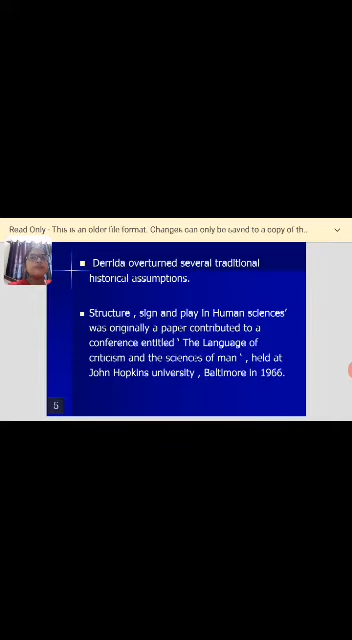 Read Only - This is an older file format. Changes can only be saved to a copy of th...
Derrida overturned several traditional
historical assumptions.
Structure , sign and play in Human sciences'
was originally a paper contributed to a
conference entitled ' The Language of
criticism and the sciences of man ' , held at
John Hopkins university , Baltimore in 1966.
5